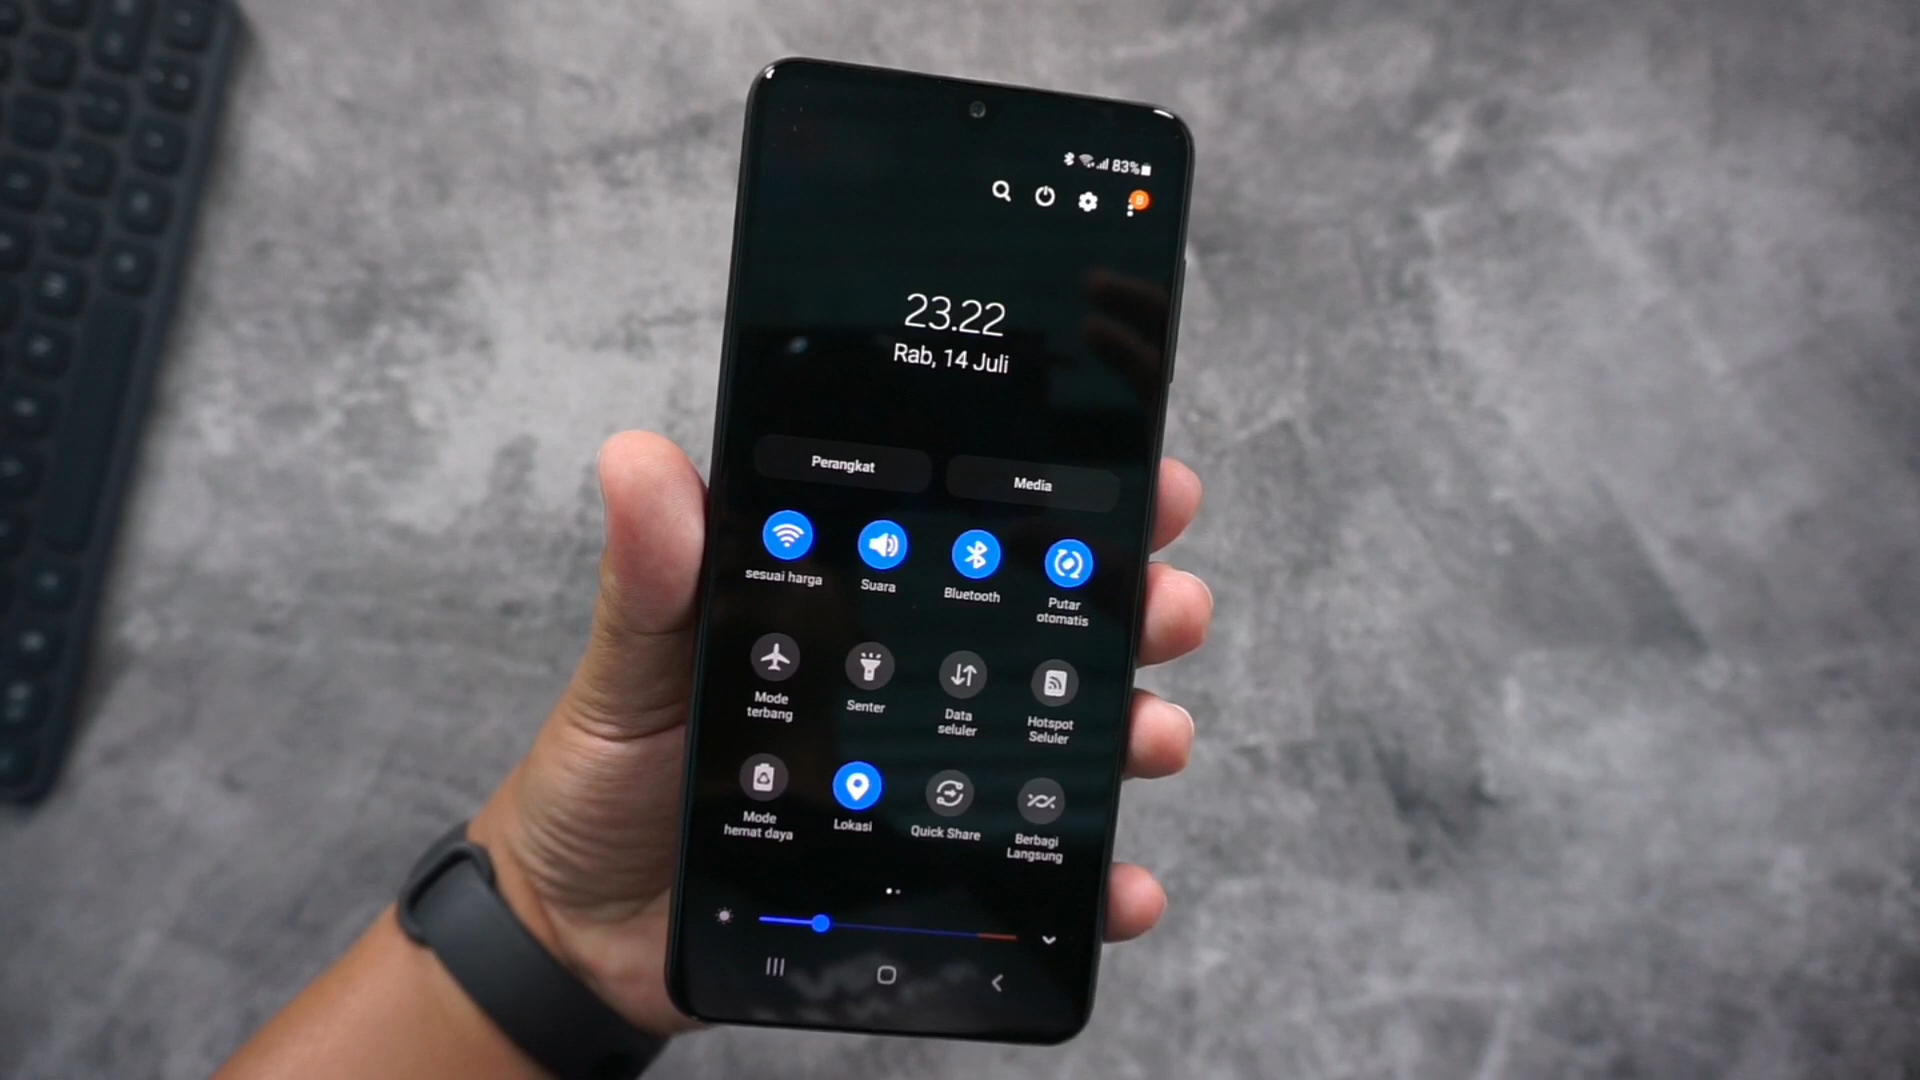 83%
23.22
Rab, 14 Juli
Perangkat
Media
sesuai harga
Suara
Bluetooth
Putar
otomatis
Mode
terbang
Senter
Data
seluler
Hotspot
Seluler
Mode
hemat daya
Lokasi
Quick Share
Berbagi
Langsung